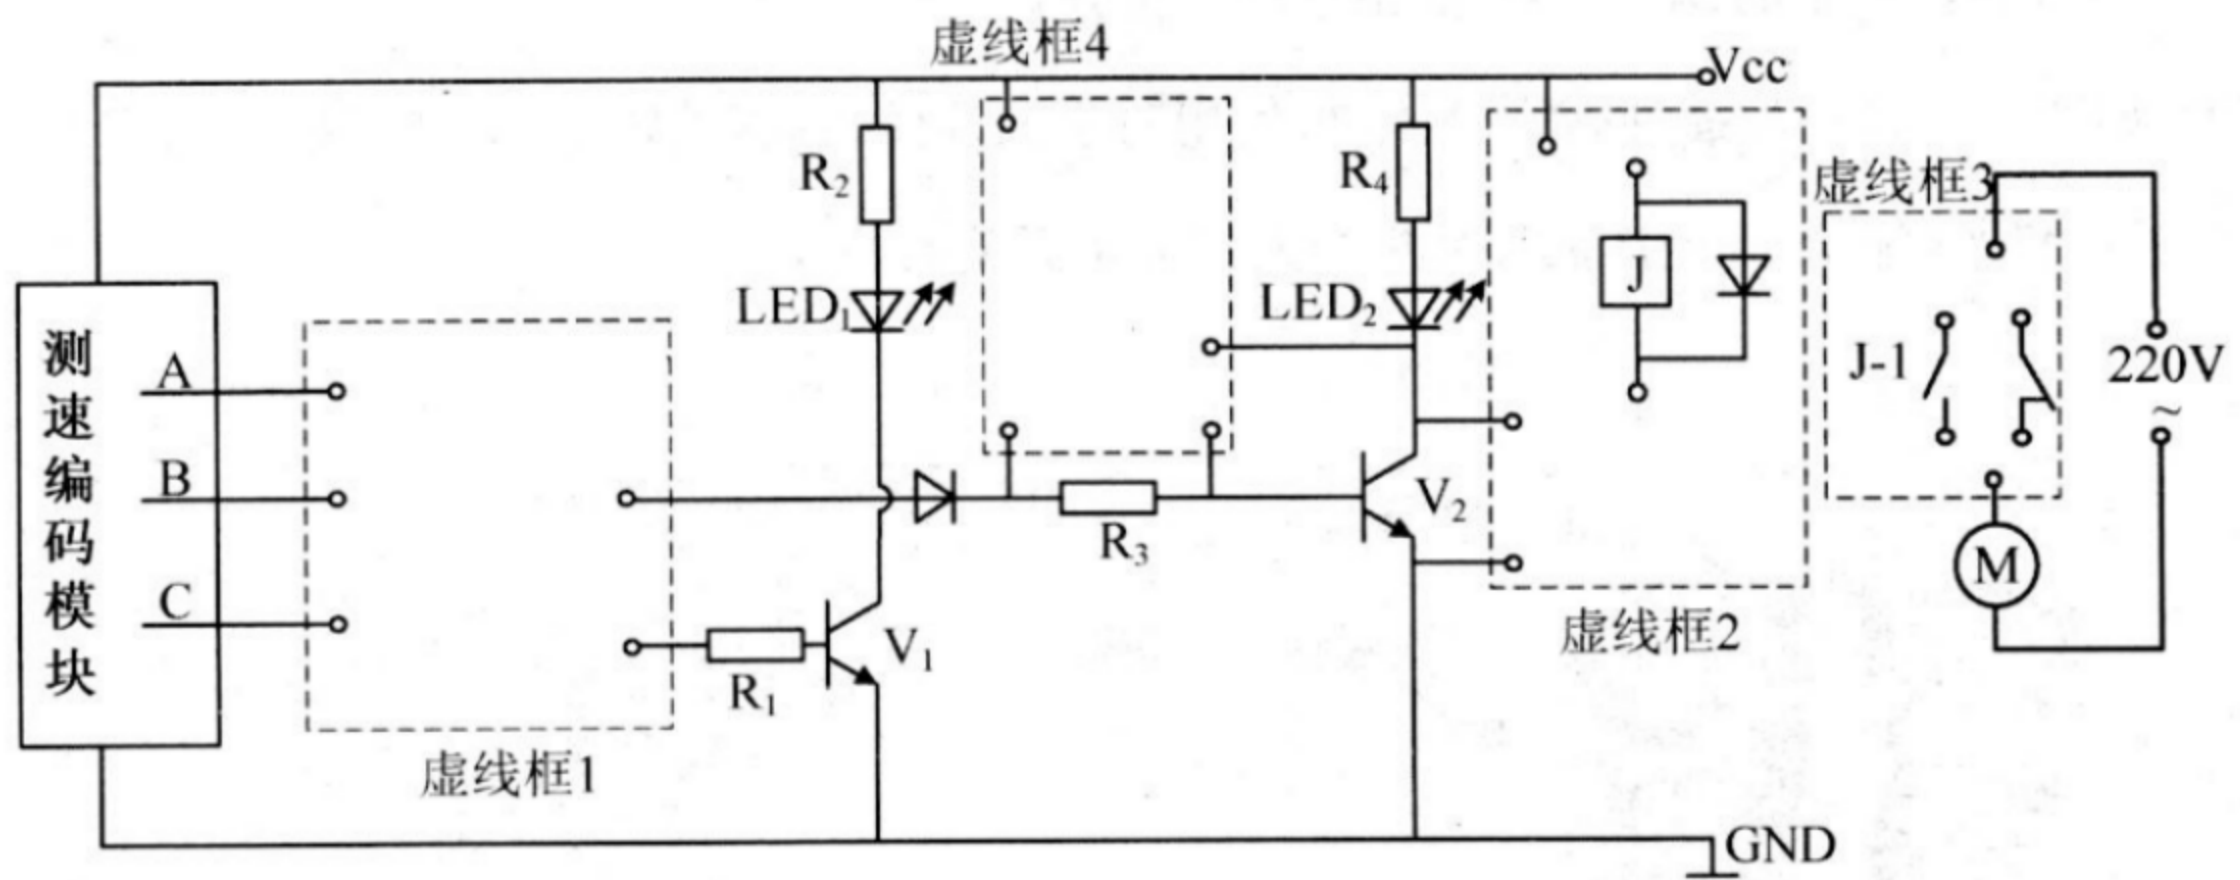 虚线框4
Vcc
R₂
R₄
虚线框3
LED₁
LED₂
J
J-1
220V
~
测速编码模块
A
B
C
R₃
V₂
M
R₁
V₁
虚线框2
虚线框1
GND